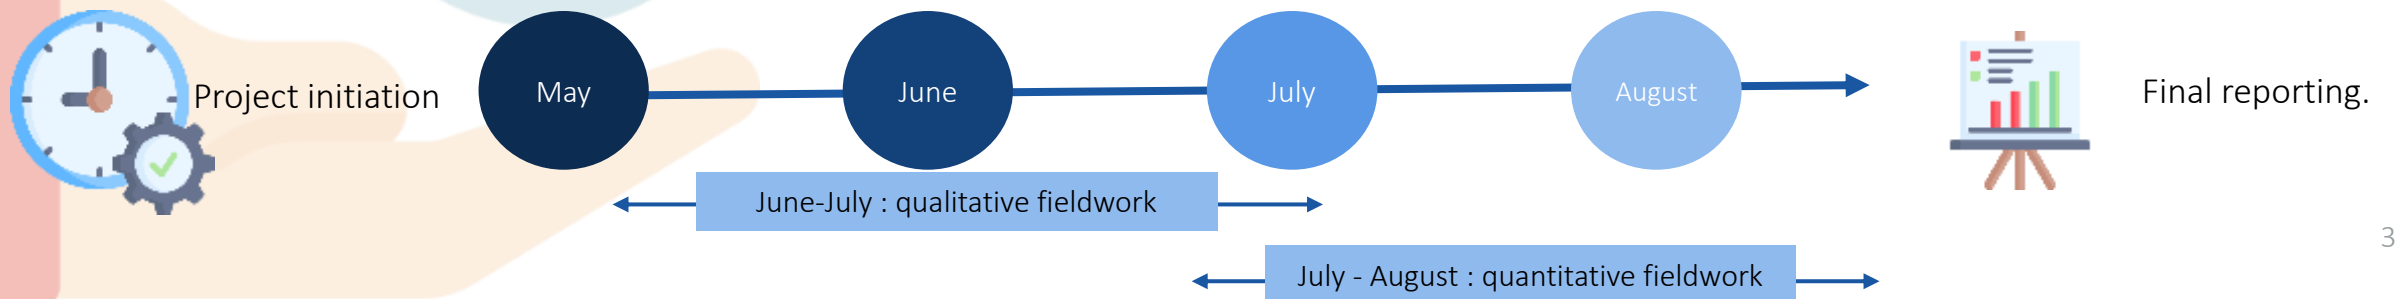 Project initiation
May
June
July
August
Final reporting.
June-July : qualitative fieldwork
3
July - August : quantitative fieldwork